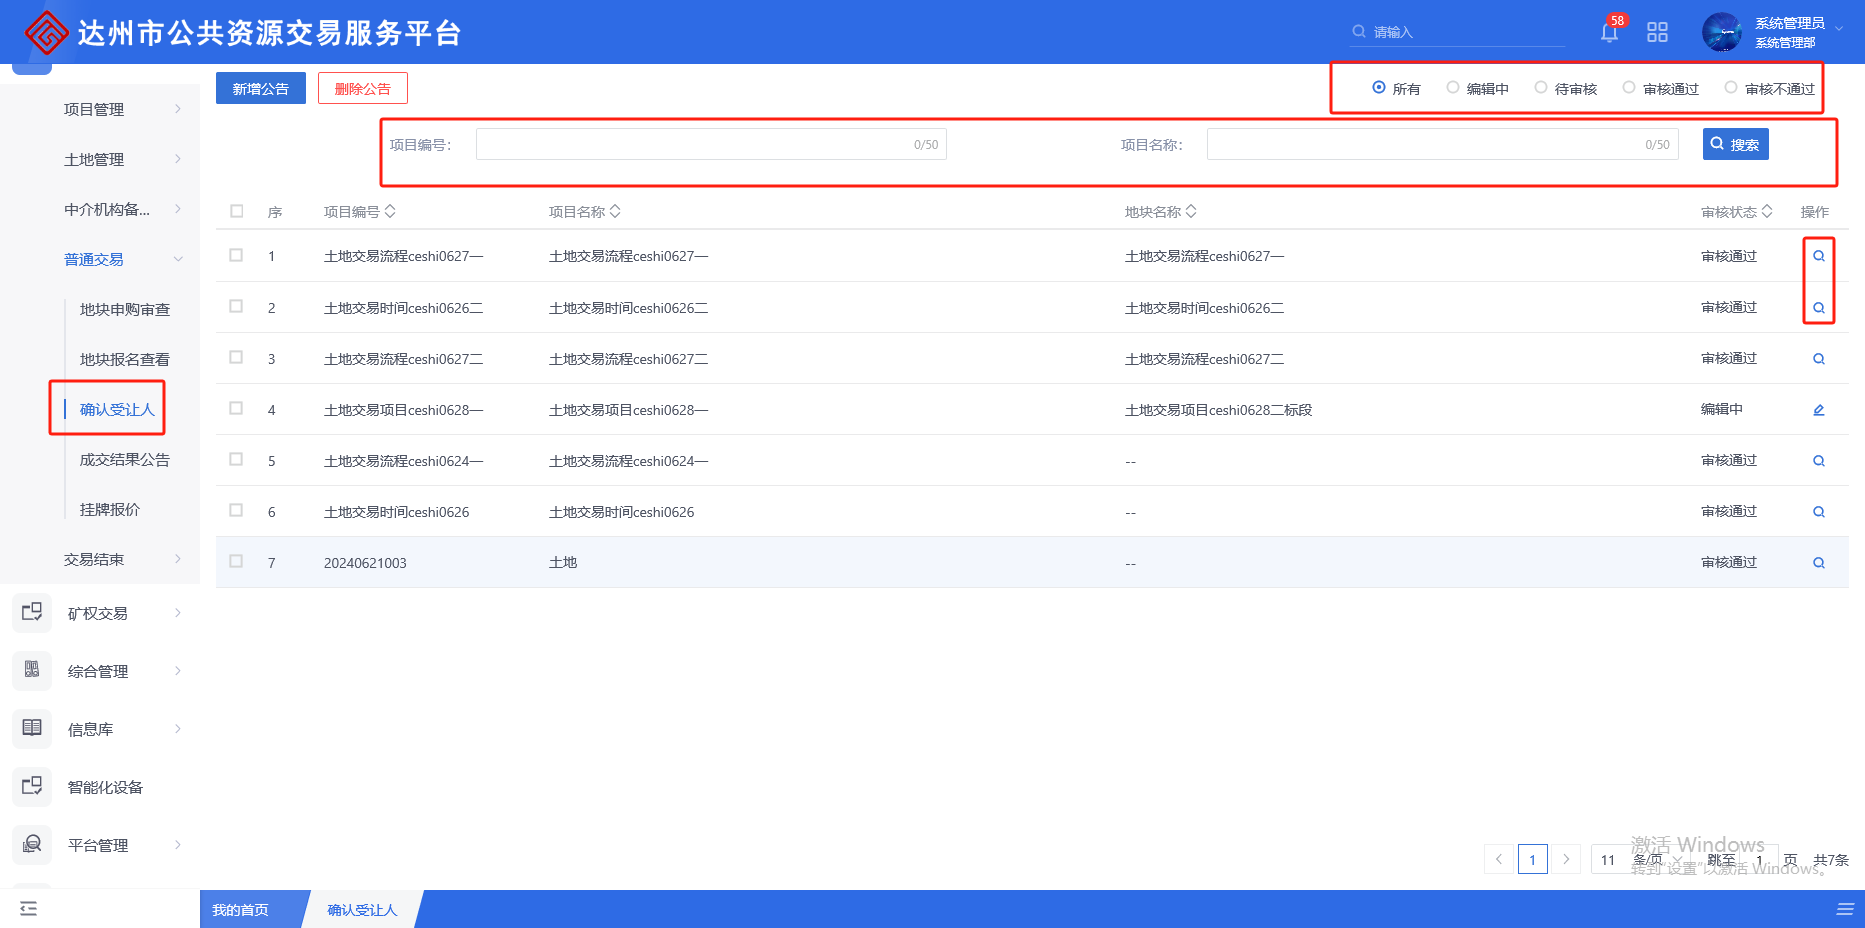 达州市公共资源交易服务平台
请输入
58
系统管理员
系统管理部
项目管理
土地管理
中介机构备...
普通交易
地块申购审查
地块报名查看
确认受让人
成交结果公告
挂牌报价
交易结束
矿权交易
综合管理
信息库
智能化设备
平台管理
新增公告 删除公告
所有 编辑中 待审核 审核通过 审核不通过
项目编号： 0/50 项目名称： 0/50 搜索
序 项目编号 项目名称 地块名称 审核状态 操作
1 土地交易流程ceshi0627一 土地交易流程ceshi0627一 土地交易流程ceshi0627一 审核通过
2 土地交易时间ceshi0626二 土地交易时间ceshi0626二 土地交易时间ceshi0626二 审核通过
3 土地交易流程ceshi0627二 土地交易流程ceshi0627二 土地交易流程ceshi0627二 审核通过
4 土地交易项目ceshi0628一 土地交易项目ceshi0628一 土地交易项目ceshi0628二标段 编辑中
5 土地交易流程ceshi0624一 土地交易流程ceshi0624一 -- 审核通过
6 土地交易时间ceshi0626 土地交易时间ceshi0626 -- 审核通过
7 20240621003 土地 -- 审核通过
1 11 条/页 跳至 1 页 共7条
激活 Windows
转到"设置"以激活 Windows。
我的首页 确认受让人